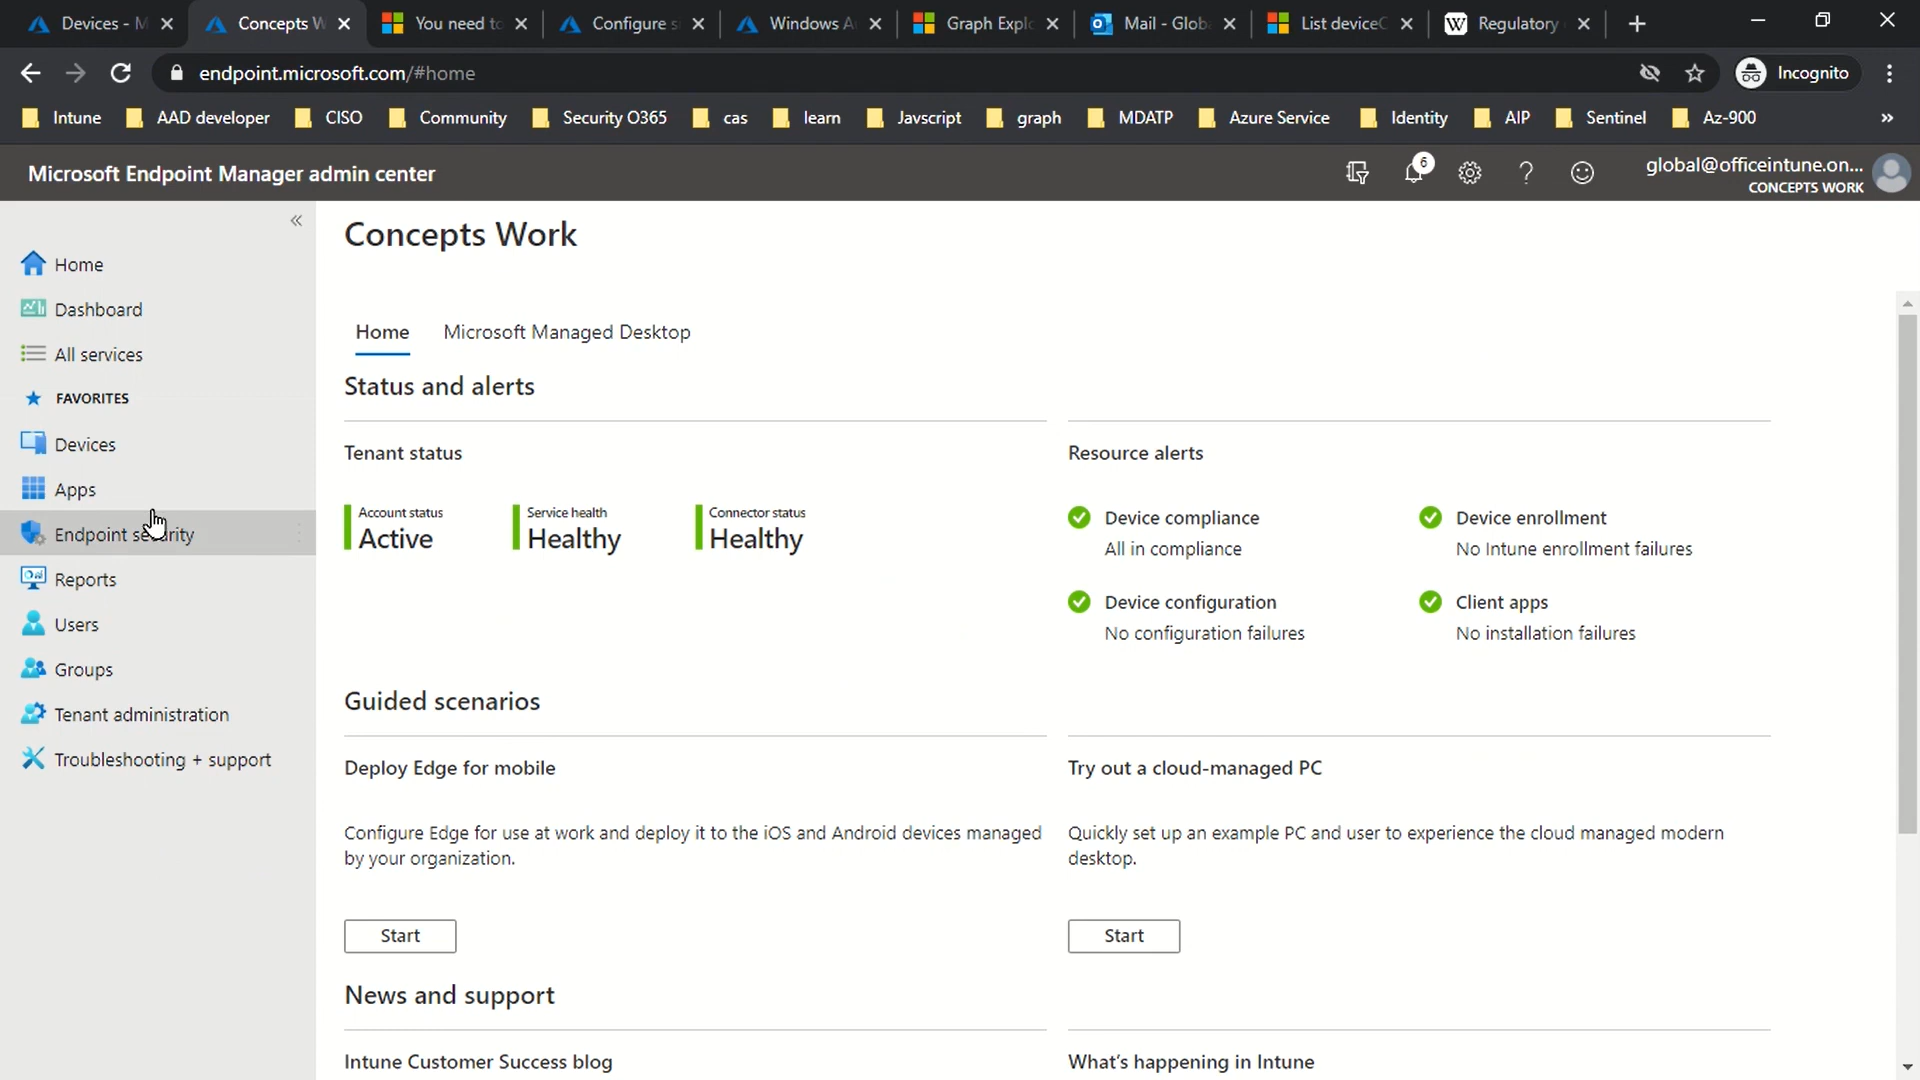 Devices - M
Concepts W
You need to
Configure s
Windows A
Graph Explo
Mail - Globa
List deviceC
Regulatory
endpoint.microsoft.com/#home
Incognito
Intune
AAD developer
CISO
Community
Security O365
cas
learn
Javscript
graph
MDATP
Azure Service
Identity
AIP
Sentinel
Az-900
»
Microsoft Endpoint Manager admin center
6
global@officeintune.on...
CONCEPTS WORK
Home
Dashboard
All services
FAVORITES
Devices
Apps
Endpoint security
Reports
Users
Groups
Tenant administration
Troubleshooting + support
Concepts Work
Home
Microsoft Managed Desktop
Status and alerts
Tenant status
Account status
Active
Service health
Healthy
Connector status
Healthy
Resource alerts
Device compliance
All in compliance
Device enrollment
No Intune enrollment failures
Device configuration
No configuration failures
Client apps
No installation failures
Guided scenarios
Deploy Edge for mobile
Configure Edge for use at work and deploy it to the iOS and Android devices managed
by your organization.
Start
Try out a cloud-managed PC
Quickly set up an example PC and user to experience the cloud managed modern
desktop.
Start
News and support
Intune Customer Success blog
What's happening in Intune